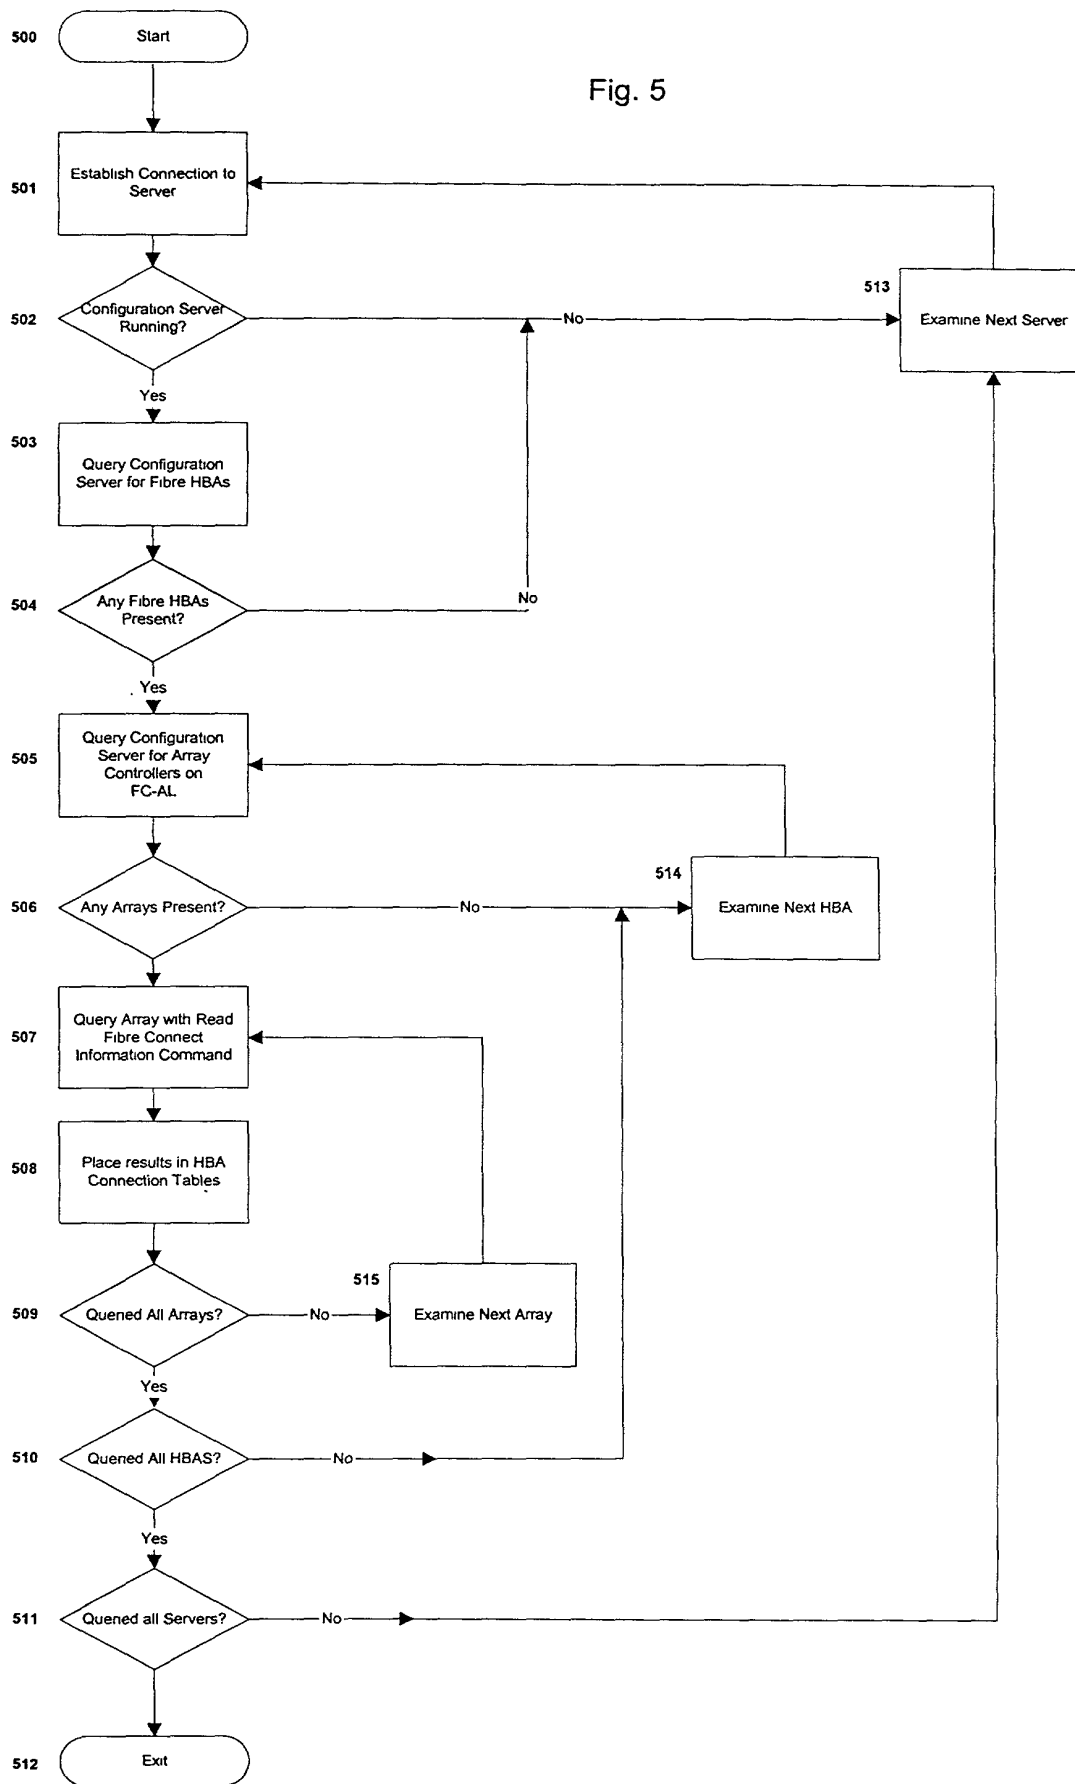 500
Start
Fig. 5
501
Establish Connection to
Server
502
Configuration Server
Running?
No
513
Examine Next Server
Yes
503
Query Configuration
Server for Fibre HBAs
504
Any Fibre HBAs
Present?
No
Yes
505
Query Configuration
Server for Array
Controllers on
FC-AL
506
Any Arrays Present?
No
514
Examine Next HBA
507
Query Array with Read
Fibre Connect
Information Command
508
Place results in HBA
Connection Tables
509
Queried All Arrays?
No
515
Examine Next Array
Yes
510
Queried All HBAS?
No
Yes
511
Queried all Servers?
No
512
Exit